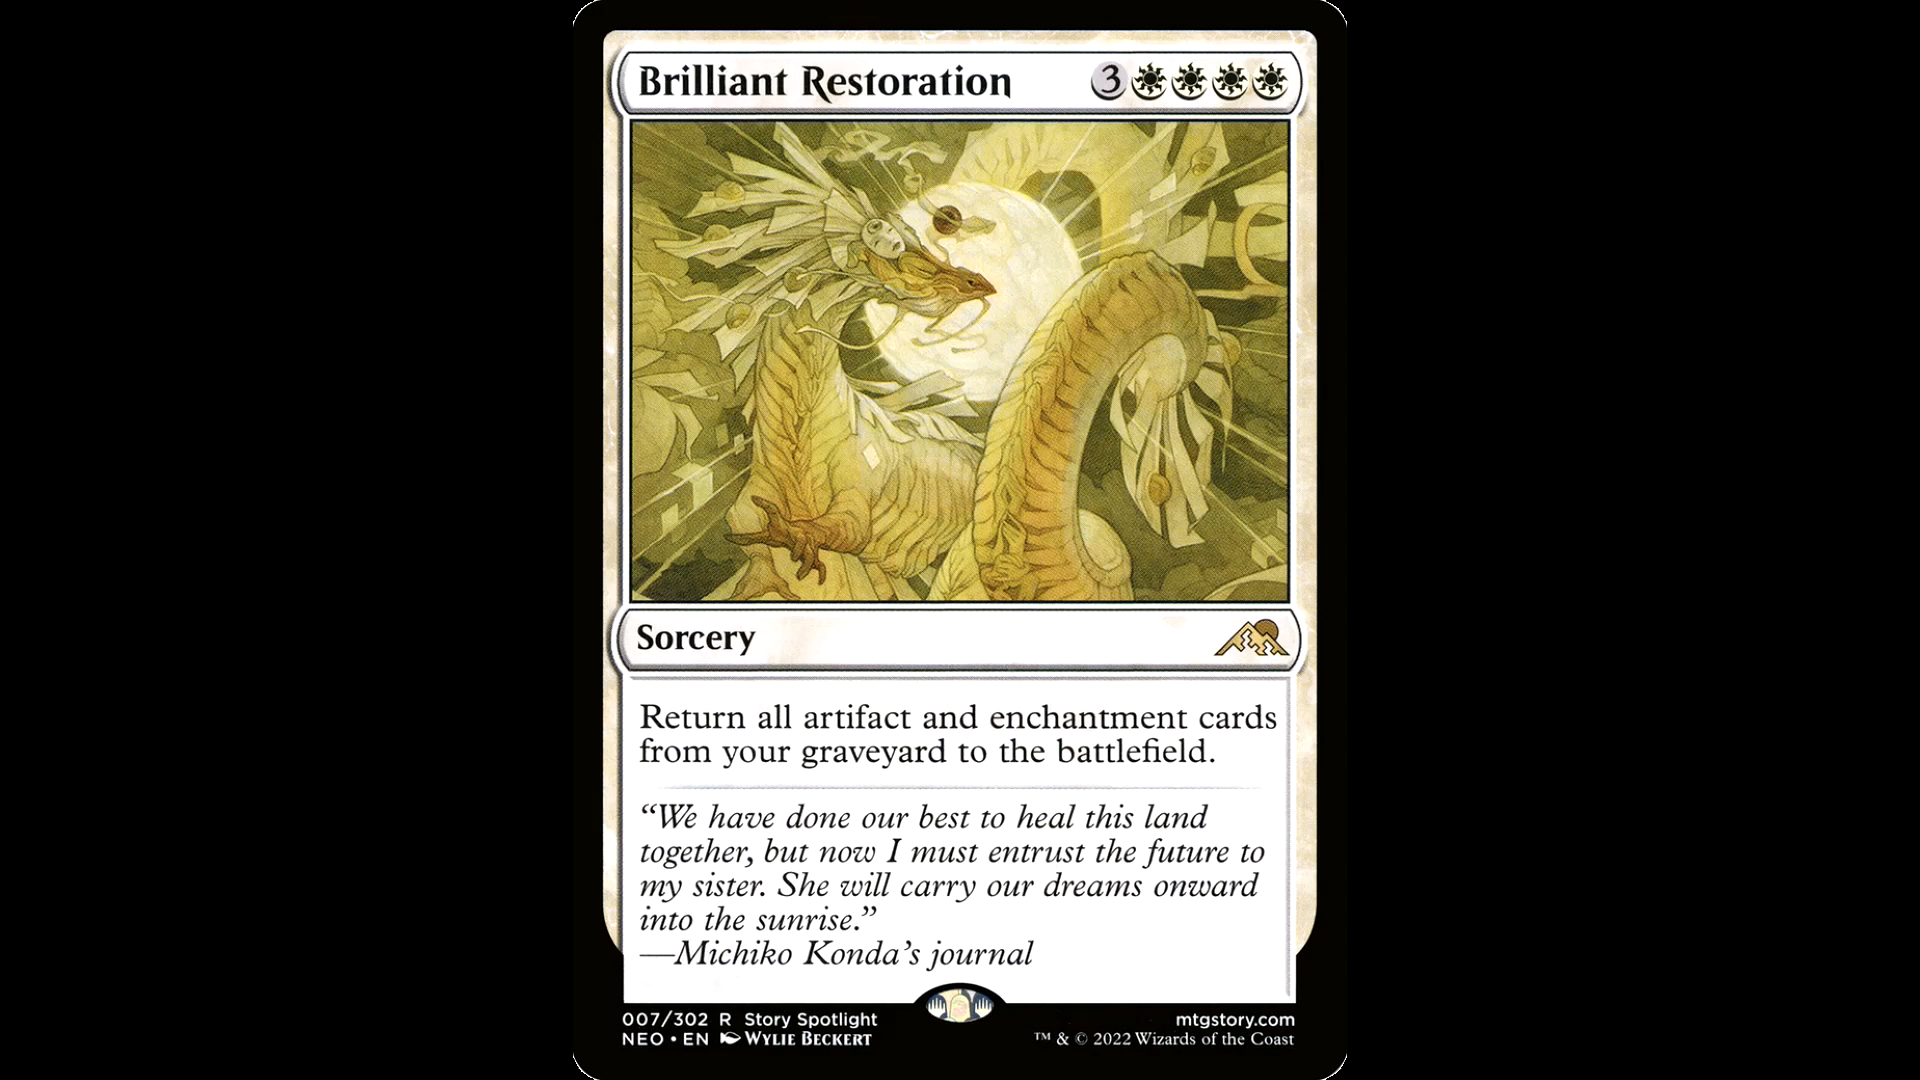 Brilliant Restoration 3
Sorcery
Return all artifact and enchantment cards
from your graveyard to the battlefield.
“We have done our best to heal this land
together, but now I must entrust the future to
my sister. She will carry our dreams onward
into the sunrise.”
—Michiko Konda’s journal
007/302 R Story Spotlight
NEO • EN Wylie Beckert
mtgstory.com
™ & © 2022 Wizards of the Coast